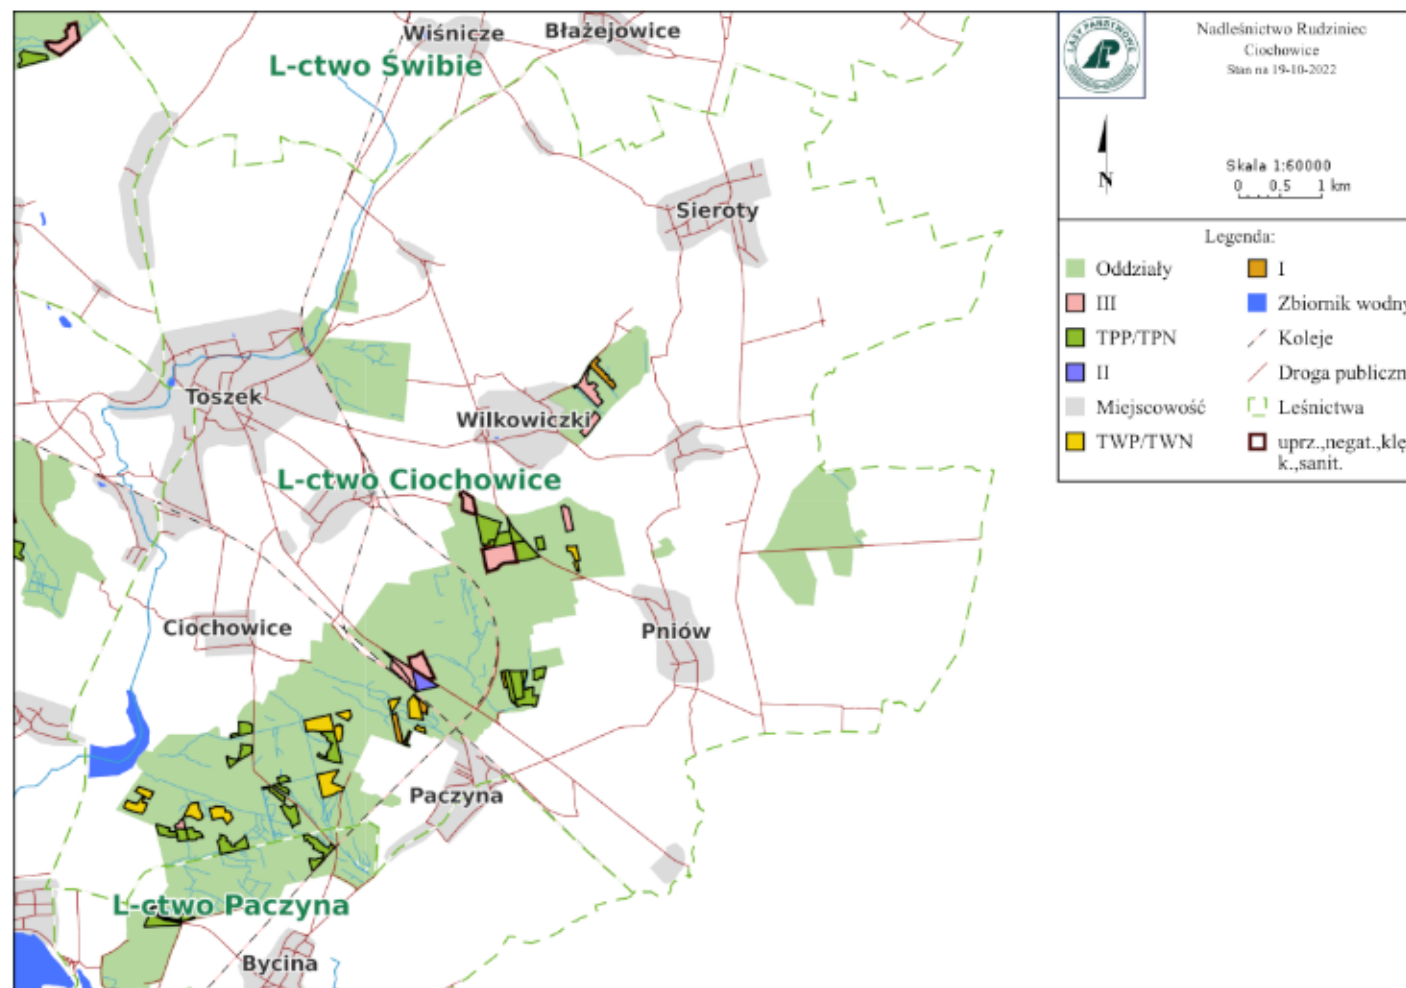 Wiśnicze
Błażejowice
L-ctwo Świbie
Sieroty
Toszek
Wilkowiczki
L-ctwo Ciochowice
Ciochowice
Pniów
Paczyna
L-ctwo Paczyna
Bycina
LASY PAŃSTWOWE
Nadleśnictwo Rudziniec
Ciochowice
Stan na 19-10-2022
N
Skala 1:60000
0 0.5 1 km
Legenda:
Oddziały
I
III
Zbiornik wodny
TPP/TPN
Koleje
II
Droga publiczn
Miejscowość
Leśnictwa
TWP/TWN
uprz.,negat.,klę
k.,sanit.